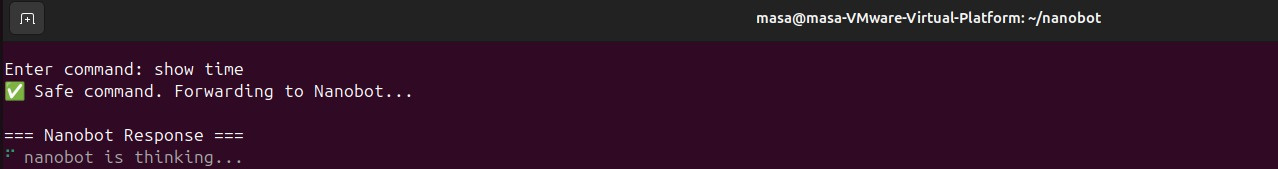 masa@masa-VMware-Virtual-Platform: ~/nanobot
Enter command: show time
✅ Safe command. Forwarding to Nanobot...
=== Nanobot Response ===
⠋ nanobot is thinking...